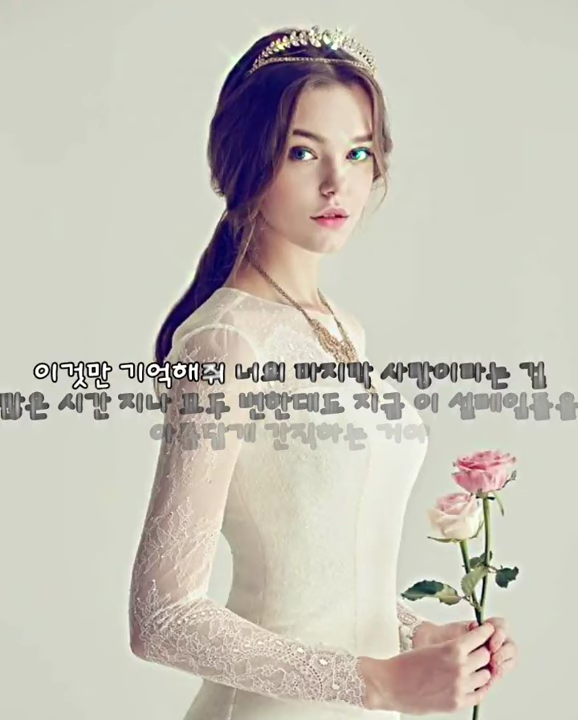 이것만 기억해줘 너의 마지막 사랑이라는 걸
많은 시간 지나 모두 변한대도 지금 이 설레임들을
아름답게 간직하는 거야